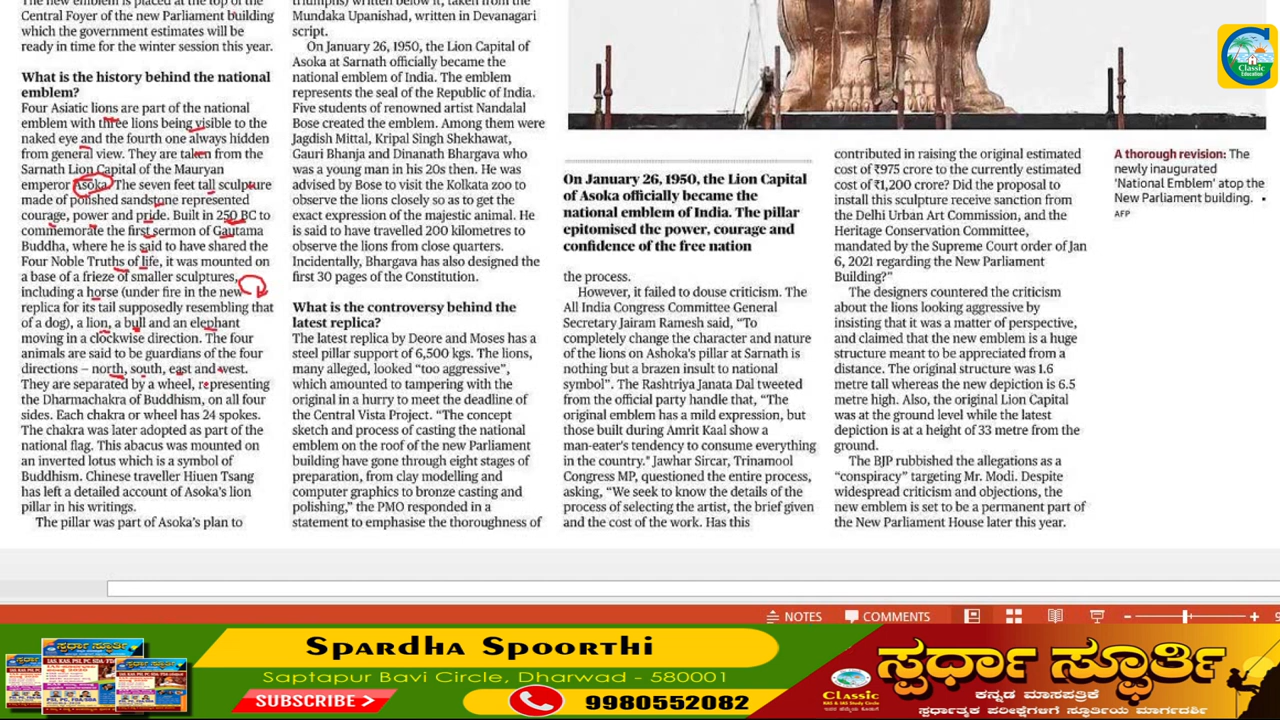 The new emblem is placed at the top of the
Central Foyer of the new Parliament building
which the government estimates will be
ready in time for the winter session this year.
What is the history behind the national
emblem?
Four Asiatic lions are part of the national
emblem with three lions being visible to the
naked eye and the fourth one always hidden
from general view. They are taken from the
Sarnath Lion Capital of the Mauryan
emperor Asoka. The seven feet tall sculpture
made of polished sandstone represented
courage, power and pride. Built in 250 BC to
commemorate the first sermon of Gautama
Buddha, where he is said to have shared the
Four Noble Truths of life, it was mounted on
a base of a frieze of smaller sculptures,
including a horse (under fire in the new
replica for its tail supposedly resembling that
of a dog), a lion, a bull and an elephant
moving in a clockwise direction. The four
animals are said to be guardians of the four
directions – north, south, east and west.
They are separated by a wheel, representing
the Dharmachakra of Buddhism, on all four
sides. Each chakra or wheel has 24 spokes.
The chakra was later adopted as part of the
national flag. This abacus was mounted on
an inverted lotus which is a symbol of
Buddhism. Chinese traveller Hiuen Tsang
has left a detailed account of Asoka's lion
pillar in his writings.
The pillar was part of Asoka's plan to
triumphs) written below it, taken from the
Mundaka Upanishad, written in Devanagari
script.
On January 26, 1950, the Lion Capital of
Asoka at Sarnath officially became the
national emblem of India. The emblem
represents the seal of the Republic of India.
Five students of renowned artist Nandalal
Bose created the emblem. Among them were
Jagdish Mittal, Kripal Singh Shekhawat,
Gauri Bhanja and Dinanath Bhargava who
was a young man in his 20s then. He was
advised by Bose to visit the Kolkata zoo to
observe the lions closely so as to get the
exact expression of the majestic animal. He
is said to have travelled 200 kilometres to
observe the lions from close quarters.
Incidentally, Bhargava has also designed the
first 30 pages of the Constitution.
What is the controversy behind the
latest replica?
The latest replica by Deore and Moses has a
steel pillar support of 6,500 kgs. The lions,
many alleged, looked “too aggressive”,
which amounted to tampering with the
original in a hurry to meet the deadline of
the Central Vista Project. “The concept
sketch and process of casting the national
emblem on the roof of the new Parliament
building have gone through eight stages of
preparation, from clay modelling and
computer graphics to bronze casting and
polishing,” the PMO responded in a
statement to emphasise the thoroughness of
On January 26, 1950, the Lion Capital
of Asoka officially became the
national emblem of India. The pillar
epitomised the power, courage and
confidence of the free nation
the process.
However, it failed to douse criticism. The
All India Congress Committee General
Secretary Jairam Ramesh said, “To
completely change the character and nature
of the lions on Ashoka's pillar at Sarnath is
nothing but a brazen insult to national
symbol”. The Rashtriya Janata Dal tweeted
from the official party handle that, “The
original emblem has a mild expression, but
those built during Amrit Kaal show a
man-eater's tendency to consume everything
in the country." Jawhar Sircar, Trinamool
Congress MP, questioned the entire process,
asking, “We seek to know the details of the
process of selecting the artist, the brief given
and the cost of the work. Has this
contributed in raising the original estimated
cost of ₹975 crore to the currently estimated
cost of ₹1,200 crore? Did the proposal to
install this sculpture receive sanction from
the Delhi Urban Art Commission, and the
Heritage Conservation Committee,
mandated by the Supreme Court order of Jan
6, 2021 regarding the New Parliament
Building?”
The designers countered the criticism
about the lions looking aggressive by
insisting that it was a matter of perspective,
and claimed that the new emblem is a huge
structure meant to be appreciated from a
distance. The original structure was 1.6
metre tall whereas the new depiction is 6.5
metre high. Also, the original Lion Capital
was at the ground level while the latest
depiction is at a height of 33 metre from the
ground.
The BJP rubbished the allegations as a
“conspiracy” targeting Mr. Modi. Despite
widespread criticism and objections, the
new emblem is set to be a permanent part of
the New Parliament House later this year.
A thorough revision: The
newly inaugurated
'National Emblem' atop the
New Parliament building. •
AFP
Classic
Education
NOTES
COMMENTS
Spardha Spoorthi
Saptapur Bavi Circle, Dharwad - 580001
SUBSCRIBE
9980552082
ಸ್ಪರ್ಧಾ ಸ್ಫೂರ್ತಿ
ಕನ್ನಡ ಮಾಸಪತ್ರಿಕೆ
ಸ್ಪರ್ಧಾತ್ಮಕ ಪರೀಕ್ಷೆಗಳಿಗೆ ಸ್ಫೂರ್ತಿಯ ಮಾರ್ಗದರ್ಶಿ
Classic
KAS & IAS Study Circle